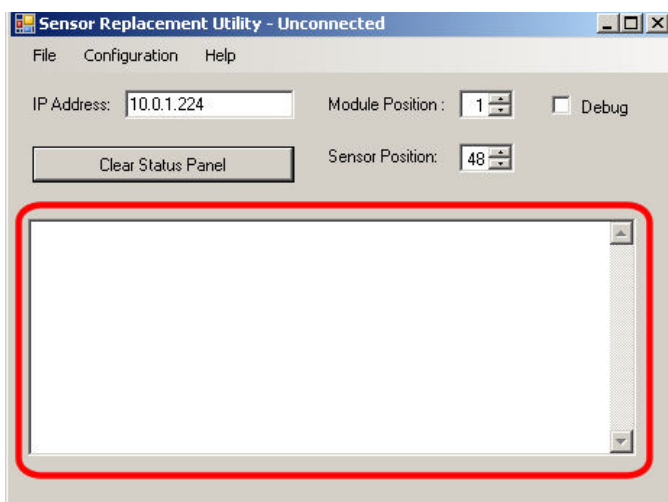 Sensor Replacement Utility - Unconnected
File Configuration Help
IP Address: 10.0.1.224 Module Position : 1 Debug
Clear Status Panel Sensor Position: 48